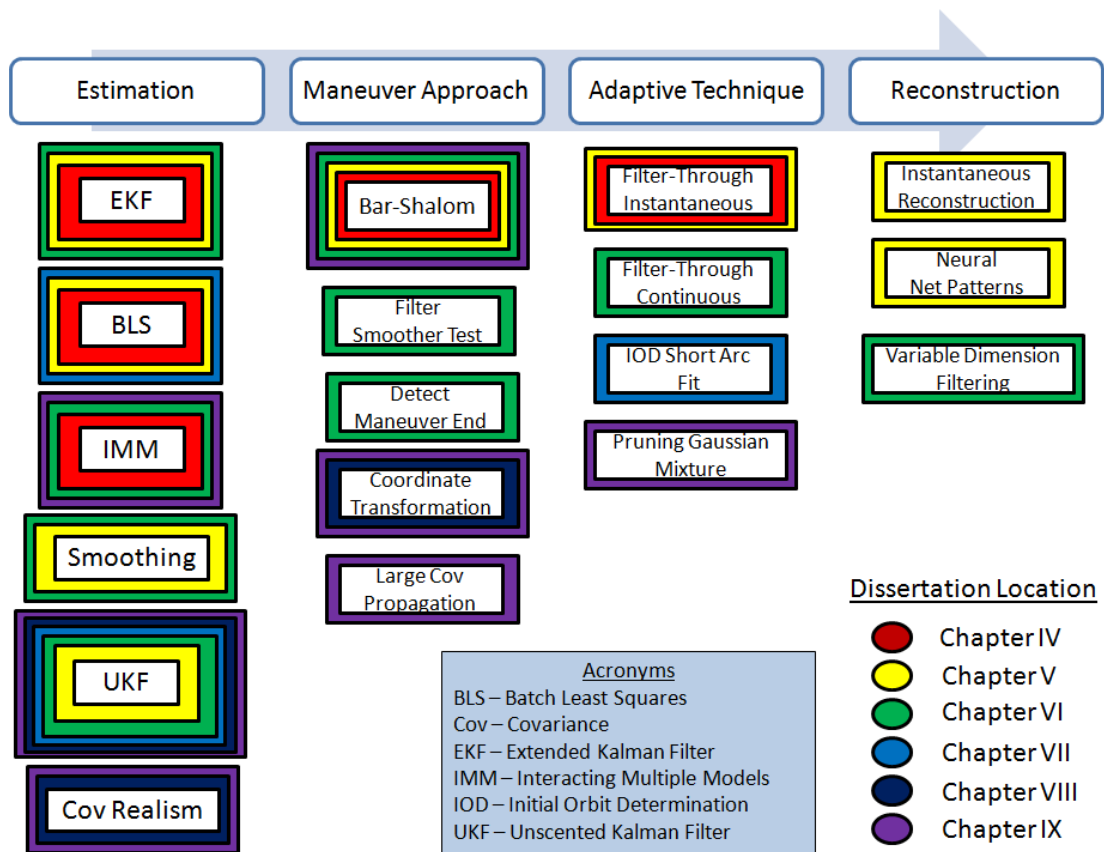 Estimation
Maneuver Approach
Adaptive Technique
Reconstruction
EKF
BLS
IMM
Smoothing
UKF
Cov Realism
Bar-Shalom
Filter
Smoother Test
Detect
Maneuver End
Coordinate
Transformation
Large Cov
Propagation
Filter-Through
Instantaneous
Filter-Through
Continuous
IOD Short Arc
Fit
Pruning Gaussian
Mixture
Instantaneous
Reconstruction
Neural
Net Patterns
Variable Dimension
Filtering
Acronyms
BLS – Batch Least Squares
Cov – Covariance
EKF – Extended Kalman Filter
IMM – Interacting Multiple Models
IOD – Initial Orbit Determination
UKF – Unscented Kalman Filter
Dissertation Location
Chapter IV
Chapter V
Chapter VI
Chapter VII
Chapter VIII
Chapter IX